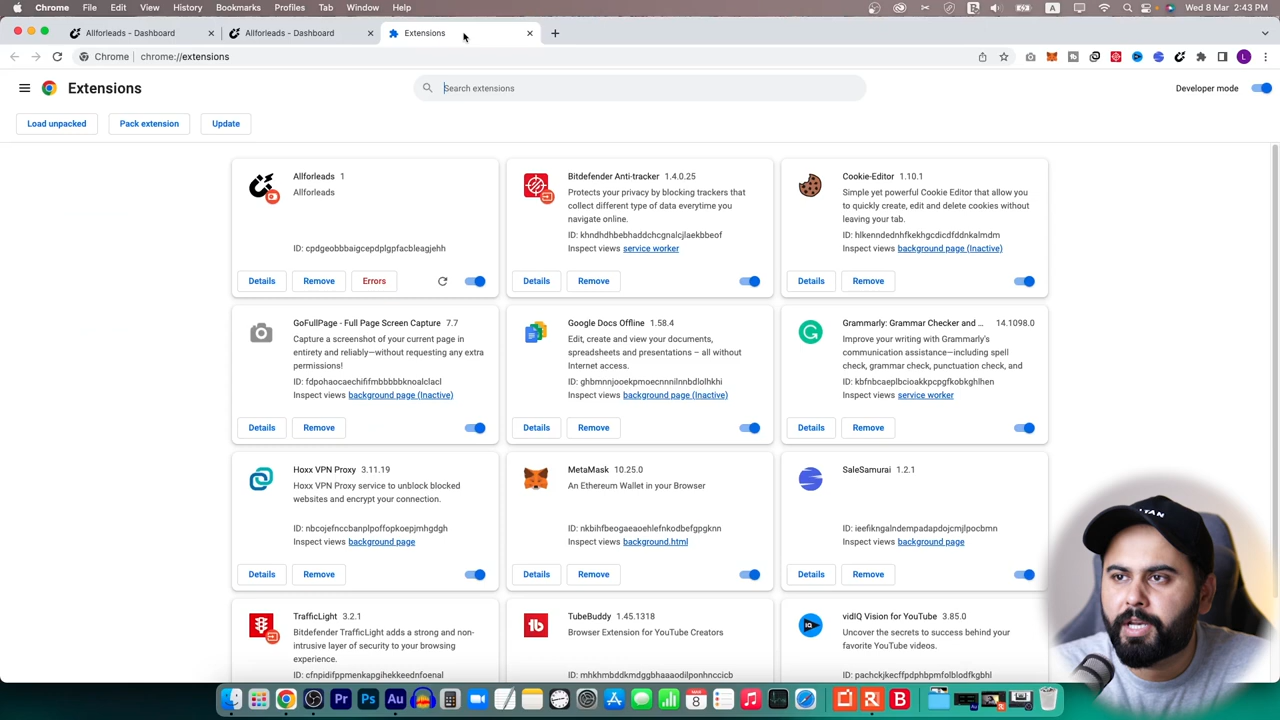 Chrome File Edit View History Bookmarks Profiles Tab Window Help A Wed 8 Mar 2:43 PM
Allforleads - Dashboard Allforleads - Dashboard Extensions
Chrome chrome://extensions L
Extensions Search extensions Developer mode
Load unpacked Pack extension Update
Allforleads 1
Allforleads
ID: cpdgeobbbaigcepdplgpfacbleagjehh
Details Remove Errors
Bitdefender Anti-tracker 1.4.0.25
Protects your privacy by blocking trackers that
collect different type of data everytime you
navigate online.
ID: khndhdhbebhaddchcgnalcjlaekbbeof
Inspect views service worker
Details Remove
Cookie-Editor 1.10.1
Simple yet powerful Cookie Editor that allow you
to quickly create, edit and delete cookies without
leaving your tab.
ID: hlkenndednhfkekhgcdicdfddnkalmdm
Inspect views background page (Inactive)
Details Remove
GoFullPage - Full Page Screen Capture 7.7
Capture a screenshot of your current page in
entirety and reliably—without requesting any extra
permissions!
ID: fdpohaocaechififmbbbbbknoalclacl
Inspect views background page (Inactive)
Details Remove
Google Docs Offline 1.58.4
Edit, create and view your documents,
spreadsheets and presentations – all without
Internet access.
ID: ghbmnnjooekpmoecnnnilnnbdlolhkhi
Inspect views background page (Inactive)
Details Remove
Grammarly: Grammar Checker and ... 14.1098.0
Improve your writing with Grammarly's
communication assistance—including spell
check, grammar check, punctuation check, and
ID: kbfnbcaeplbcioakkpcpgfkobkghlhen
Inspect views service worker
Details Remove
Hoxx VPN Proxy 3.11.19
Hoxx VPN Proxy service to unblock blocked
websites and encrypt your connection.
ID: nbcojefnccbanplpoffopkoepjmhgdgh
Inspect views background page
Details Remove
MetaMask 10.25.0
An Ethereum Wallet in your Browser
ID: nkbihfbeogaeaoehlefnkodbefgpgknn
Inspect views background.html
Details Remove
SaleSamurai 1.2.1
ID: ieefikngalndempadapdojcmjlpocbmn
Inspect views background page
Details Remove
TrafficLight 3.2.1
Bitdefender TrafficLight adds a strong and non-
intrusive layer of security to your browsing
experience.
ID: cfnpidifppmenkapgihekkeednfoenal
TubeBuddy 1.45.1318
Browser Extension for YouTube Creators
ID: mhkhmbddkmdggbhaaaodilponhnccicb
vidIQ Vision for YouTube 3.85.0
Uncover the secrets to success behind your
favorite YouTube videos.
ID: pachckjkecffpdphbpmfolblodfkgbhl
Pr Ps Au